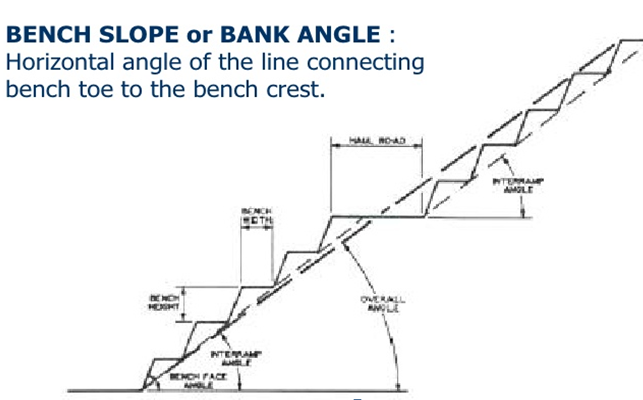 BENCH SLOPE or BANK ANGLE :
Horizontal angle of the line connecting
bench toe to the bench crest.
HAUL ROAD
INTERRAMP
ANGLE
BENCH
WIDTH
BENCH
HEIGHT
OVERALL
ANGLE
INTERRAMP
ANGLE
BENCH FACE
ANGLE